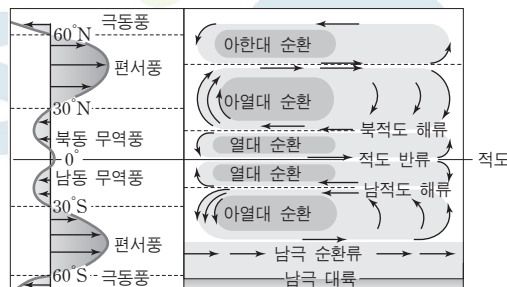 극동풍
60°N
아한대 순환
편서풍
아열대 순환
30°N
북적도 해류
북동 무역풍
열대 순환
0°
적도 반류
적도
남동 무역풍
열대 순환
남적도 해류
30°S
아열대 순환
편서풍
남극 순환류
60°S
극동풍
남극 대륙